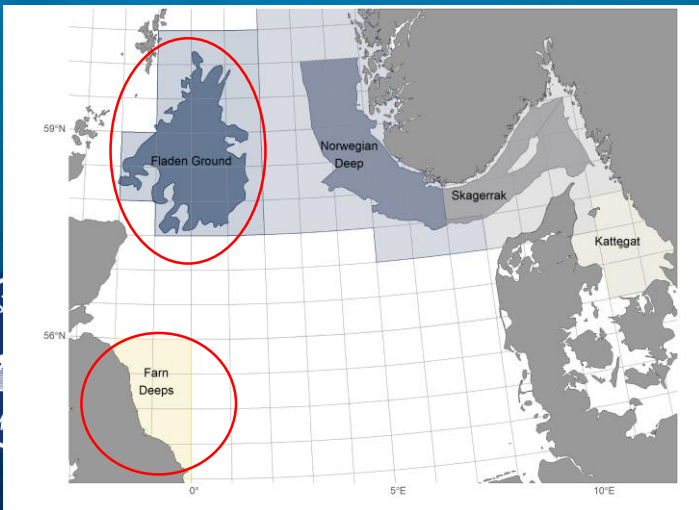 59°N
Fladen Ground
Norwegian
Deep
Skagerrak
Kattegat
56°N
Farn
Deeps
0°
5°E
10°E